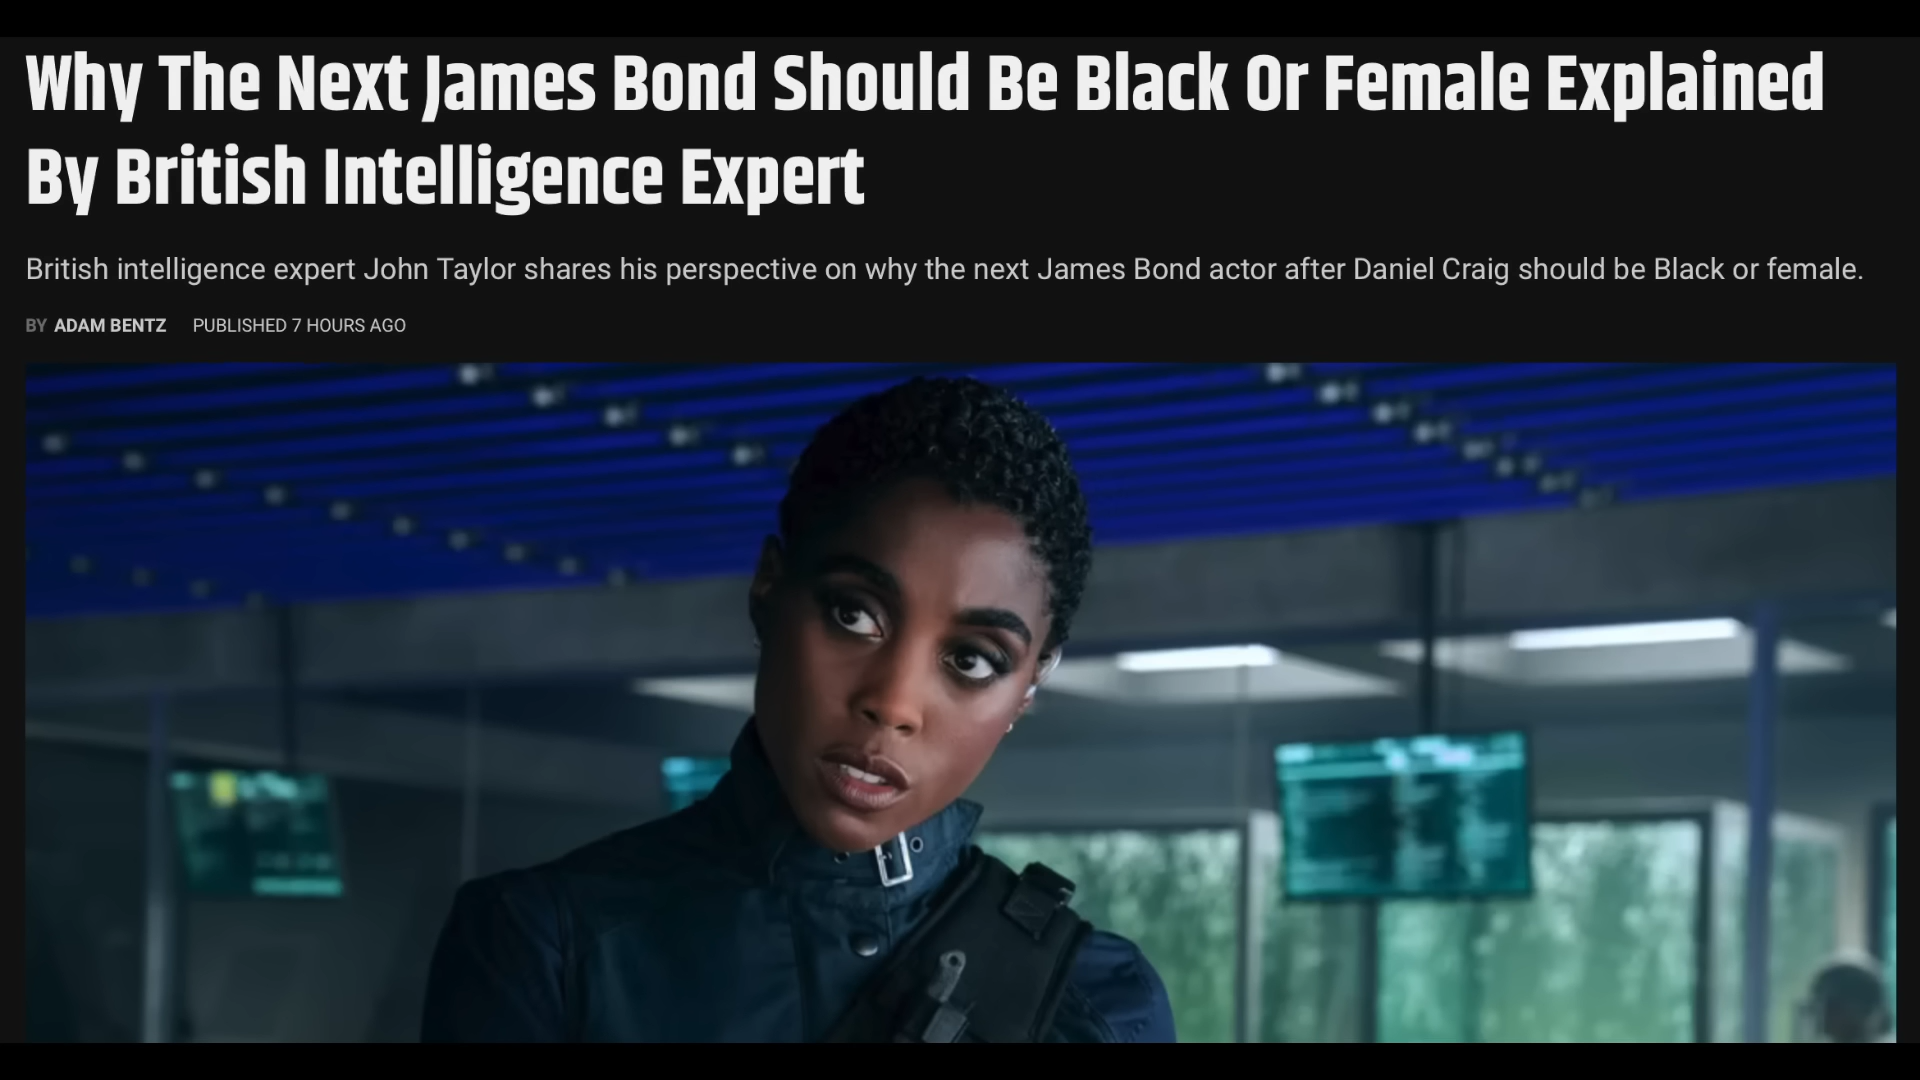 Why The Next James Bond Should Be Black Or Female Explained
By British Intelligence Expert
British intelligence expert John Taylor shares his perspective on why the next James Bond actor after Daniel Craig should be Black or female.
BY ADAM BENTZ PUBLISHED 7 HOURS AGO